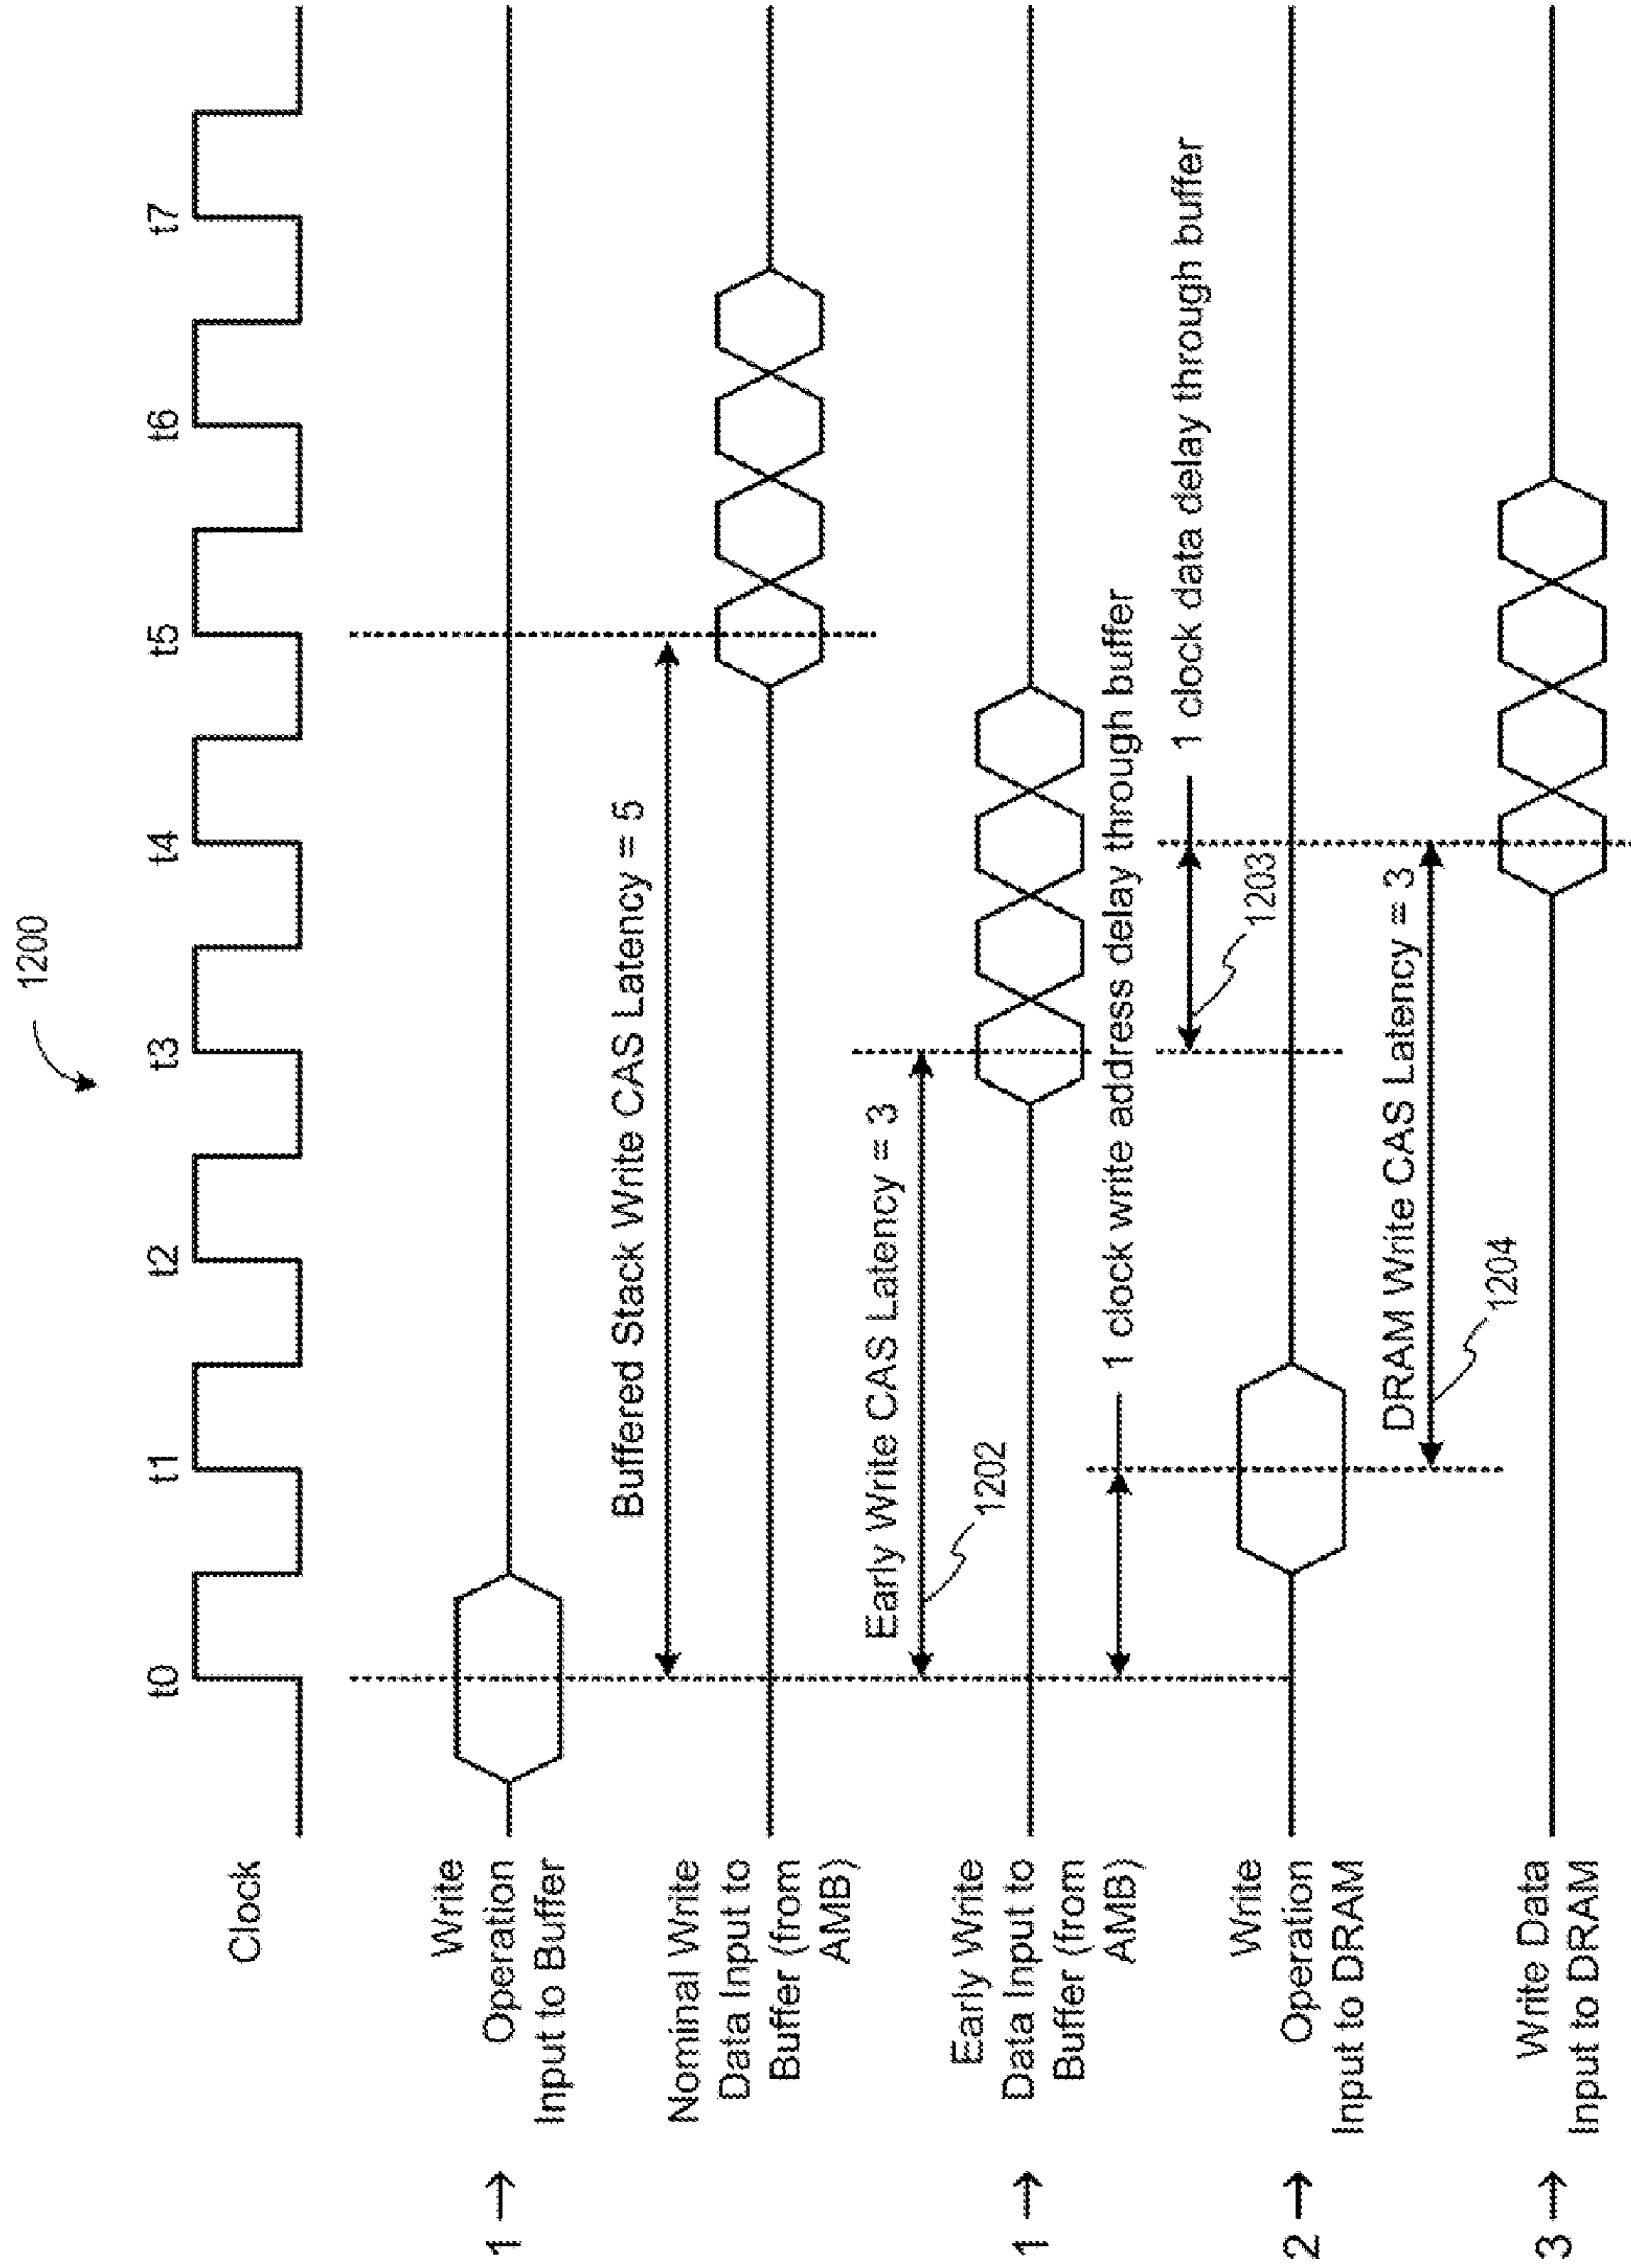 1200
t0 t1 t2 t3 t4 t5 t6 t7
Clock
1 →
Write
Operation
Input to Buffer
Buffered Stack Write CAS Latency = 5
Nominal Write
Data Input to
Buffer (from
AMB)
Early Write CAS Latency = 3
1202
1 →
Early Write
Data Input to
Buffer (from
AMB)
1 clock write address delay through buffer
1 clock data delay through buffer
1203
2 →
Write
Operation
Input to DRAM
DRAM Write CAS Latency = 3
1204
3 →
Write Data
Input to DRAM